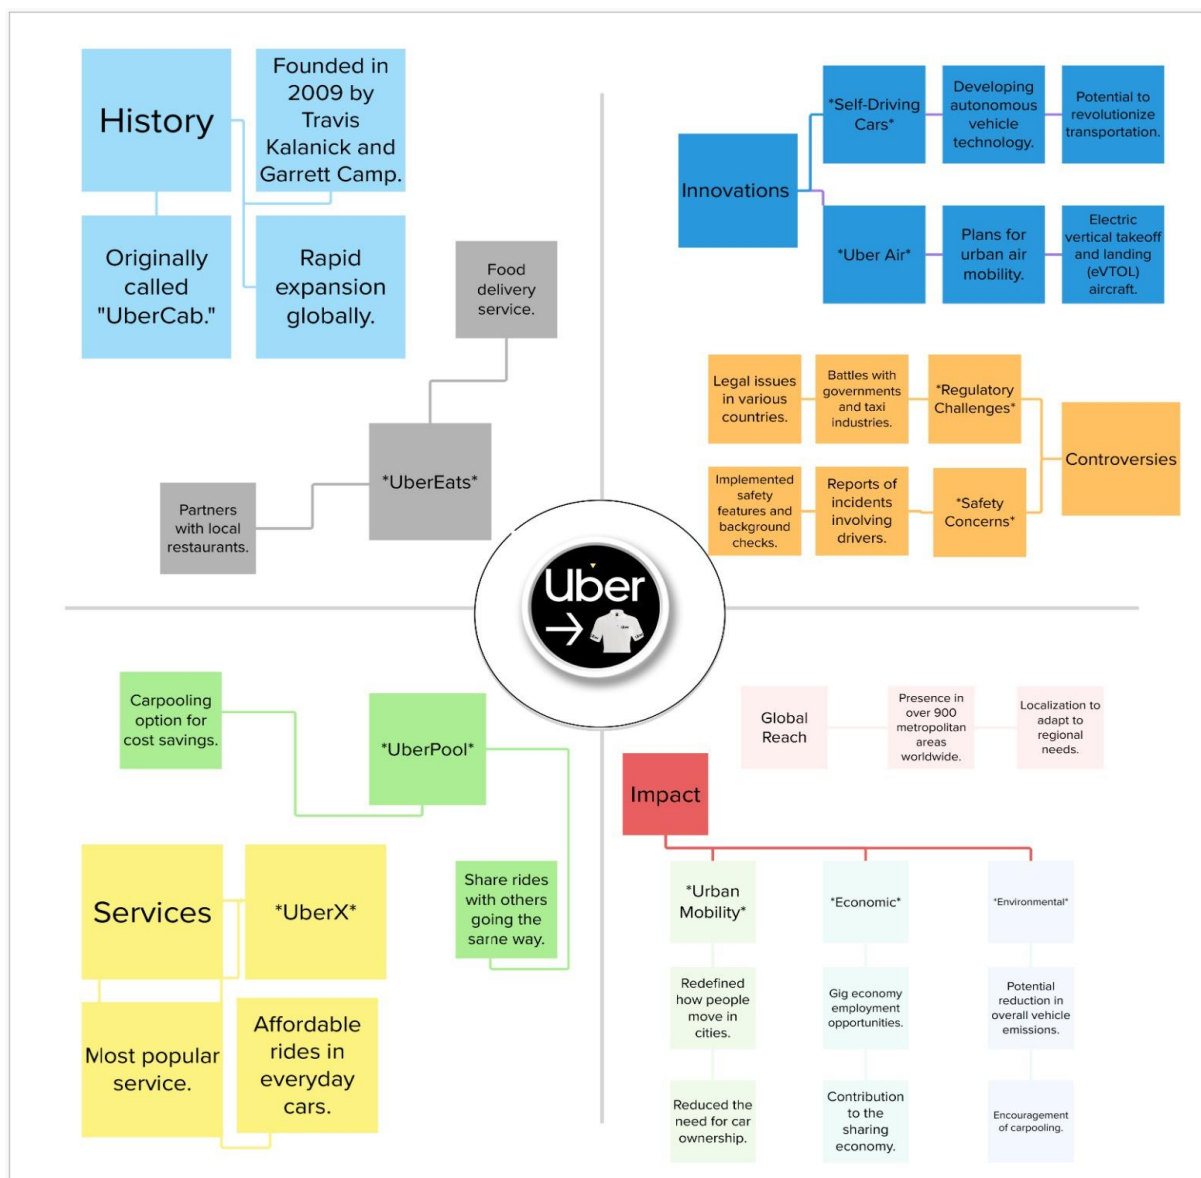 History
Founded in
2009 by
Travis
Kalanick and
Garrett Camp.
Originally
called
"UberCab."
Rapid
expansion
globally.
Food
delivery
service.
*UberEats*
Partners
with local
restaurants.
Innovations
*Self-Driving
Cars*
Developing
autonomous
vehicle
technology.
Potential to
revolutionize
transportation.
*Uber Air*
Plans for
urban air
mobility.
Electric
vertical takeoff
and landing
(eVTOL)
aircraft.
Legal issues
in various
countries.
Battles with
governments
and taxi
industries.
*Regulatory
Challenges*
Controversies
Implemented
safety
features and
background
checks.
Reports of
incidents
involving
drivers.
*Safety
Concerns*
Uber
Carpooling
option for
cost savings.
*UberPool*
Share rides
with others
going the
same way.
Services
*UberX*
Most popular
service.
Affordable
rides in
everyday
cars.
Global
Reach
Presence in
over 900
metropolitan
areas
worldwide.
Localization to
adapt to
regional
needs.
Impact
*Urban
Mobility*
Redefined
how people
move in
cities.
Reduced the
need for car
ownership.
*Economic*
Gig economy
employment
opportunities.
Contribution
to the
sharing
economy.
*Environmental*
Potential
reduction in
overall vehicle
emissions.
Encouragement
of carpooling.